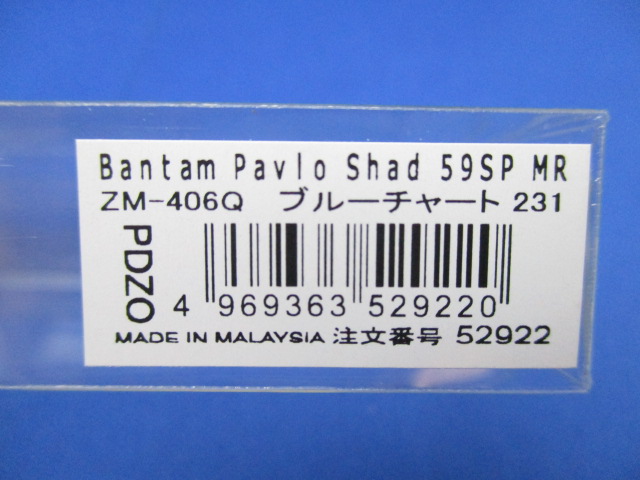 Bantam Pavlo Shad 59SP MR
ZM-406Q ブルーチャート 231
PDZO
4 969363 529220
MADE IN MALAYSIA 注文番号 52922